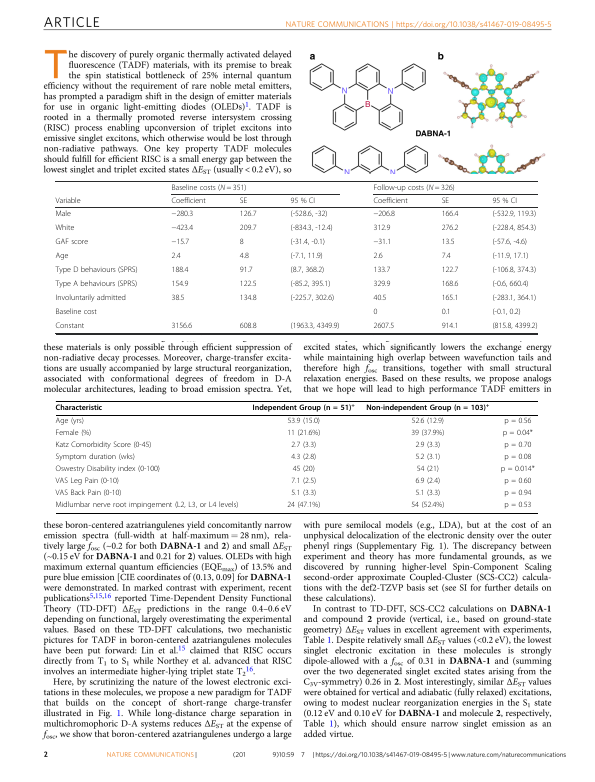 ARTICLE
NATURE COMMUNICATIONS | https://doi.org/10.1038/s41467-019-08495-5
The discovery of purely organic thermally activated delayed
fluorescence (TADF) materials, with its premise to break
the spin statistical bottleneck of 25% internal quantum
efficiency without the requirement of rare noble metal emitters,
has prompted a paradigm shift in the design of emitter materials
for use in organic light-emitting diodes (OLEDs)1. TADF is
rooted in a thermally promoted reverse intersystem crossing
(RISC) process enabling upconversion of triplet excitons into
emissive singlet excitons, which otherwise would be lost through
non-radiative pathways. One key property TADF molecules
should fulfill for efficient RISC is a small energy gap between the
lowest singlet and triplet excited states ΔEST (usually < 0.2 eV), so
a
b
N
N
B
DABNA-1
N
N
Baseline costs (N = 351)
Follow-up costs (N = 326)
Variable Coefficient SE 95 % CI Coefficient SE 95 % CI
Male −280.3 126.7 (-528.6, -32) −206.8 166.4 (-532.9, 119.3)
White −423.4 209.7 (-834.3, -12.4) 312.9 276.2 (-228.4, 854.3)
GAF score −15.7 8 (-31.4, -0.1) −31.1 13.5 (-57.6, -4.6)
Age 2.4 4.8 (-7.1, 11.9) 2.6 7.4 (-11.9, 17.1)
Type D behaviours (SPRS) 188.4 91.7 (8.7, 368.2) 133.7 122.7 (-106.8, 374.3)
Type A behaviours (SPRS) 154.9 122.5 (-85.2, 395.1) 329.9 168.6 (-0.6, 660.4)
Involuntarily admitted 38.5 134.8 (-225.7, 302.6) 40.5 165.1 (-283.1, 364.1)
Baseline cost 0 0.1 (-0.1, 0.2)
Constant 3156.6 608.8 (1963.3, 4349.9) 2607.5 914.1 (815.8, 4399.2)
these materials is only possible through efficient suppression of
non-radiative decay processes. Moreover, charge-transfer excita-
tions are usually accompanied by large structural reorganization,
associated with conformational degrees of freedom in D-A
molecular architectures, leading to broad emission spectra. Yet,
excited states, which significantly lowers the exchange energy
while maintaining high overlap between wavefunction tails and
therefore high fosc transitions, together with small structural
relaxation energies. Based on these results, we propose analogs
that we hope will lead to high performance TADF emitters in
Characteristic Independent Group (n = 51)+ Non-independent Group (n = 103)+
Age (yrs) 53.9 (15.0) 52.6 (12.9) p = 0.56
Female (%) 11 (21.6%) 39 (37.9%) p = 0.04*
Katz Comorbidity Score (0-45) 2.7 (3.3) 2.9 (3.3) p = 0.70
Symptom duration (wks) 4.3 (2.8) 5.2 (3.1) p = 0.08
Oswestry Disability index (0-100) 45 (20) 54 (21) p = 0.014*
VAS Leg Pain (0-10) 7.1 (2.5) 6.9 (2.4) p = 0.60
VAS Back Pain (0-10) 5.1 (3.3) 5.1 (3.3) p = 0.94
Midlumbar nerve root impingement (L2, L3, or L4 levels) 24 (47.1%) 54 (52.4%) p = 0.53
these boron-centered azatriangulenes yield concomitantly narrow
emission spectra (full-width at half-maximum = 28 nm), rela-
tively large fosc (~0.2 for both DABNA-1 and 2) and small ΔEST
(~0.15 eV for DABNA-1 and 0.21 for 2) values. OLEDs with high
maximum external quantum efficiencies (EQEmax) of 13.5% and
pure blue emission [CIE coordinates of (0.13, 0.09] for DABNA-1
were demonstrated. In marked contrast with experiment, recent
publications5,15,16 reported Time-Dependent Density Functional
Theory (TD-DFT) ΔEST predictions in the range 0.4–0.6 eV
depending on functional, largely overestimating the experimental
values. Based on these TD-DFT calculations, two mechanistic
pictures for TADF in boron-centered azatriangulenes molecules
have been put forward: Lin et al.15 claimed that RISC occurs
directly from T1 to S1 while Northey et al. advanced that RISC
involves an intermediate higher-lying triplet state T216.
Here, by scrutinizing the nature of the lowest electronic exci-
tations in these molecules, we propose a new paradigm for TADF
that builds on the concept of short-range charge-transfer
illustrated in Fig. 1. While long-distance charge separation in
multichromophoric D-A systems reduces ΔEST at the expense of
fosc, we show that boron-centered azatriangulenes undergo a large
with pure semilocal models (e.g., LDA), but at the cost of an
unphysical delocalization of the electronic density over the outer
phenyl rings (Supplementary Fig. 1). The discrepancy between
experiment and theory has more fundamental grounds, as we
discovered by running higher-level Spin-Component Scaling
second-order approximate Coupled-Cluster (SCS-CC2) calcula-
tions with the def2-TZVP basis set (see SI for further details on
these calculations).
In contrast to TD-DFT, SCS-CC2 calculations on DABNA-1
and compound 2 provide (vertical, i.e., based on ground-state
geometry) ΔEST values in excellent agreement with experiments,
Table 1. Despite relatively small ΔEST values (<0.2 eV), the lowest
singlet electronic excitation in these molecules is strongly
dipole-allowed with a fosc of 0.31 in DABNA-1 and (summing
over the two degenerated singlet excited states arising from the
C3V-symmetry) 0.26 in 2. Most interestingly, similar ΔEST values
were obtained for vertical and adiabatic (fully relaxed) excitations,
owing to modest nuclear reorganization energies in the S1 state
(0.12 eV and 0.10 eV for DABNA-1 and molecule 2, respectively,
Table 1), which should ensure narrow singlet emission as an
added virtue.
2 NATURE COMMUNICATIONS| (201 9)10:59 7 |https://doi.org/10.1038/s41467-019-08495-5|www.nature.com/naturecommunications